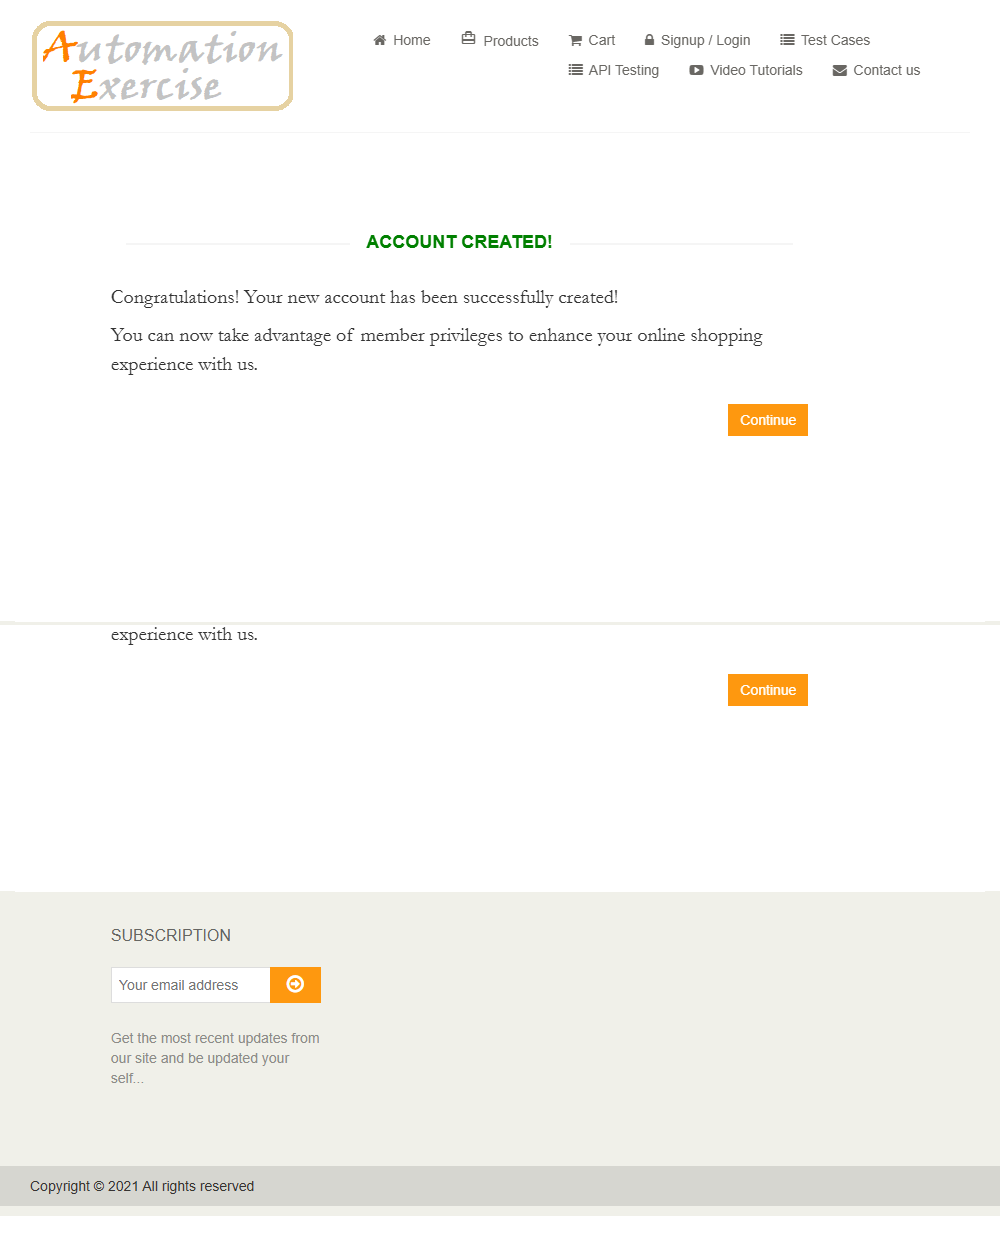 Automation
Exercise
Home
Products
Cart
Signup / Login
Test Cases
API Testing
Video Tutorials
Contact us
ACCOUNT CREATED!
Congratulations! Your new account has been successfully created!
You can now take advantage of member privileges to enhance your online shopping
experience with us.
Continue
experience with us.
Continue
SUBSCRIPTION
Your email address
Get the most recent updates from
our site and be updated your
self...
Copyright © 2021 All rights reserved